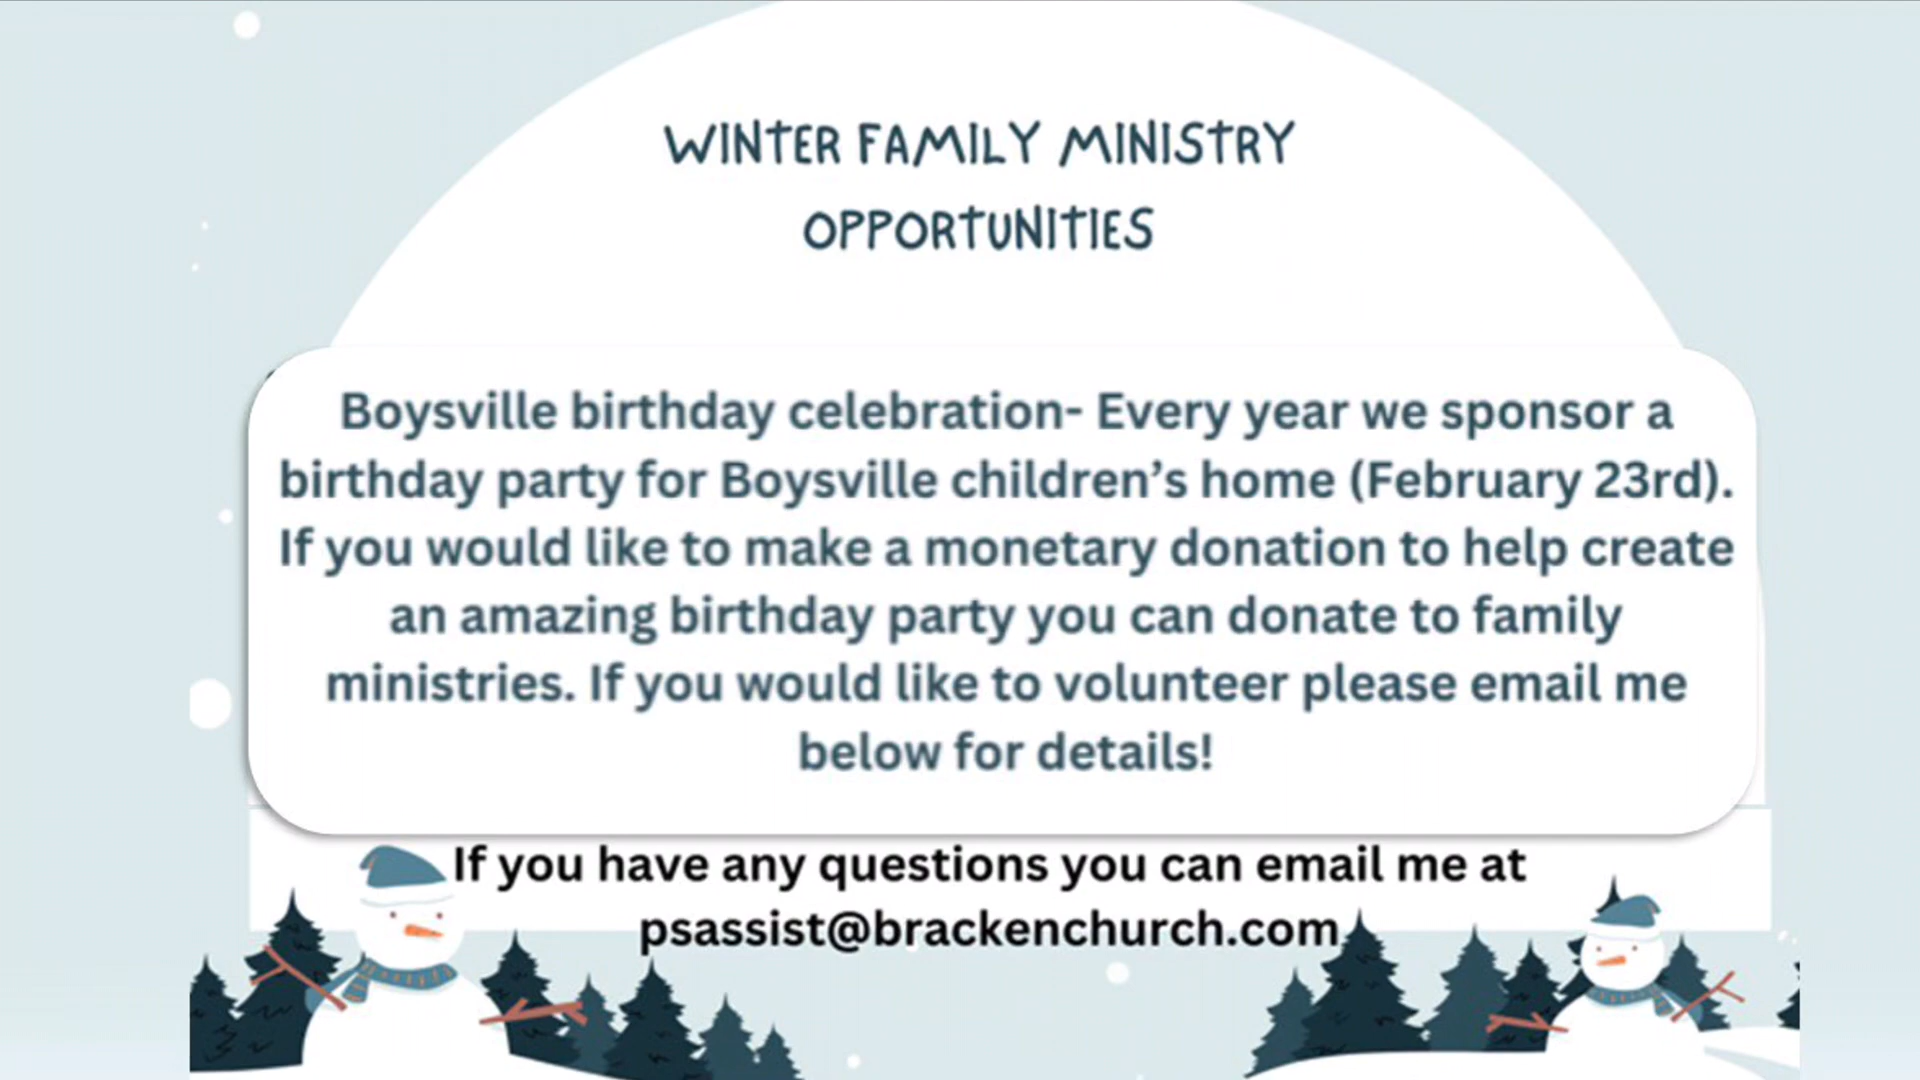 WINTER FAMILY MINISTRY
OPPORTUNITIES
Boysville birthday celebration- Every year we sponsor a
birthday party for Boysville children’s home (February 23rd).
If you would like to make a monetary donation to help create
an amazing birthday party you can donate to family
ministries. If you would like to volunteer please email me
below for details!
If you have any questions you can email me at
psassist@brackenchurch.com